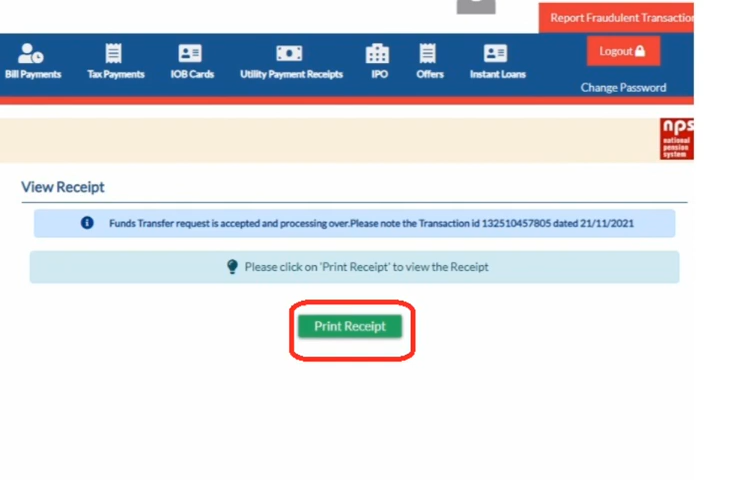 Report Fraudulent Transaction
Bill Payments Tax Payments IOB Cards Utility Payment Receipts IPO Offers Instant Loans
Logout
Change Password
nps
national
pension
system
View Receipt
Funds Transfer request is accepted and processing over.Please note the Transaction id 132510457805 dated 21/11/2021
Please click on 'Print Receipt' to view the Receipt
Print Receipt